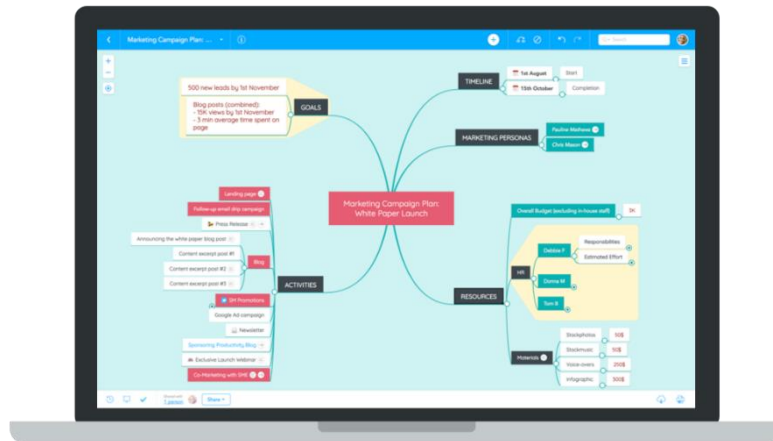 Marketing Campaign Plan: ...
Search
500 new leads by 1st November
Blog posts (combined):
- 15K views by 1st November
- 3 min average time spent on
page
GOALS
TIMELINE
1st August
Start
15th October
Completion
MARKETING PERSONAS
Pauline Matthews
Chris Mason
Marketing Campaign Plan:
White Paper Launch
Landing page
Follow-up email drip campaign
Press Release
Announcing the white paper blog post
Content excerpt post #1
Content excerpt post #2
Content excerpt post #3
Blog
SM Promotions
Google Ad campaign
Newsletter
Sponsoring Productivity Blog
Exclusive Launch Webinar
Co-Marketing with SME
ACTIVITIES
Overall Budget (excluding in-house staff)
HR
Debbie P
Responsibilities
Estimated Effort
Donna M
Tom B
RESOURCES
Materials
Stockphotos
50$
Stockmusic
Voice overs
250$
Infographic
500$
Shared with
1 person
Share